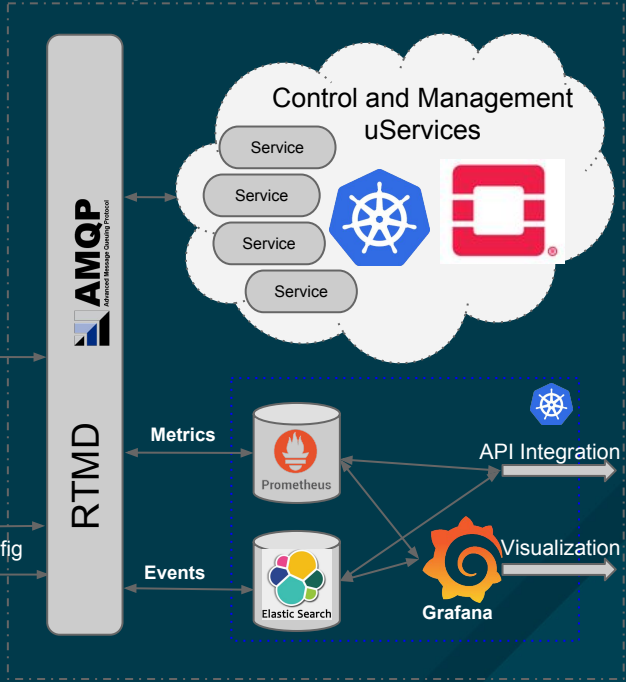 Control and Management
uServices
Service
Service
Service
Service
AMQP
Advanced Message Queuing Protocol
RTMD
Metrics
Prometheus
API Integration
fig
Events
Elastic Search
Grafana
Visualization